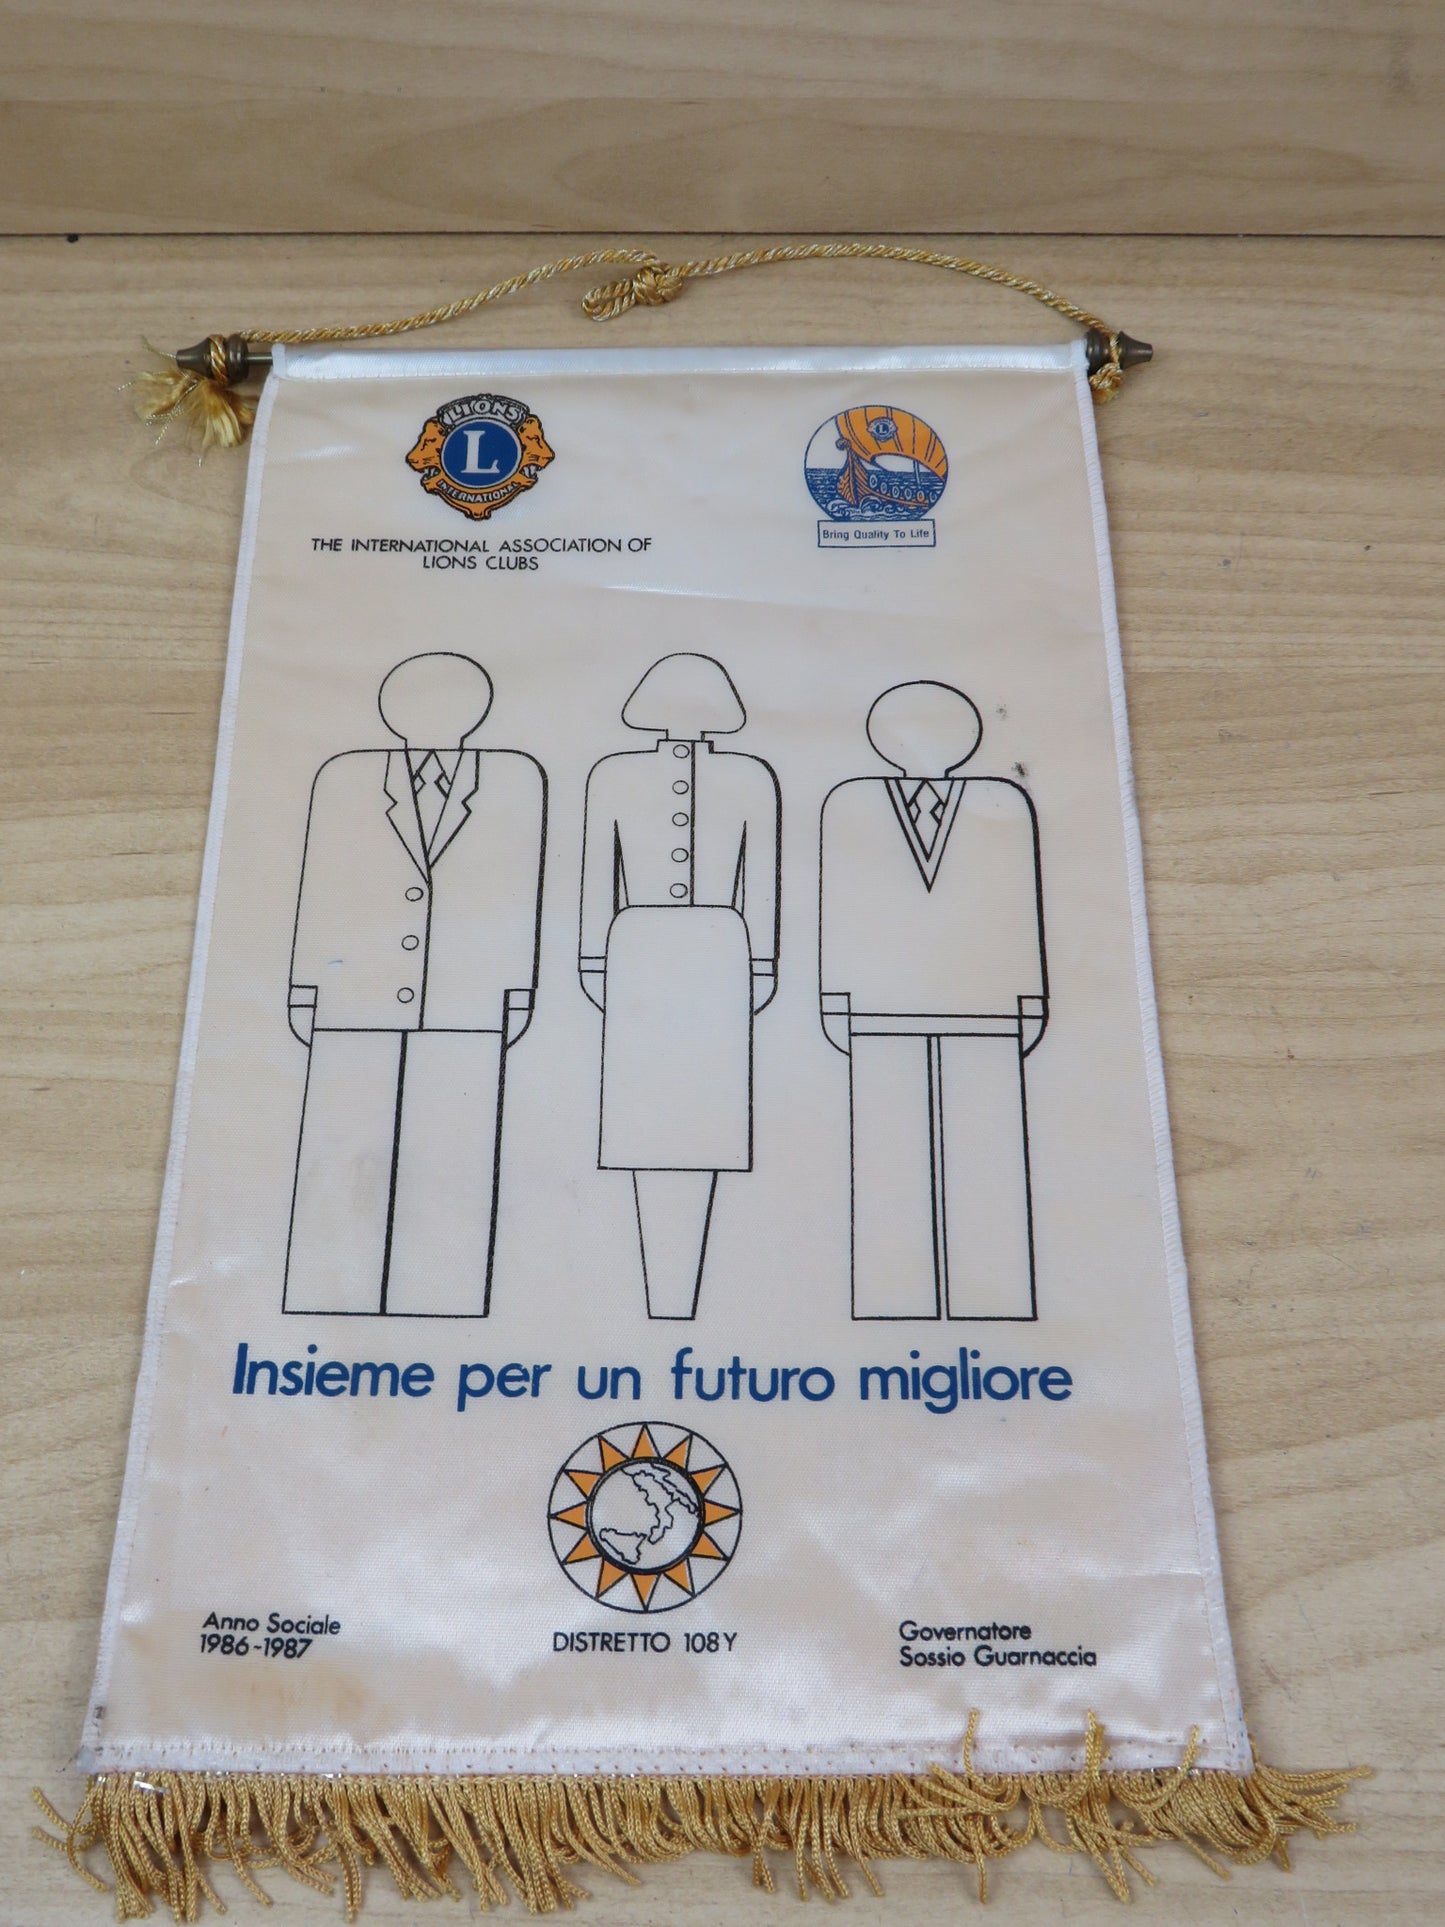 LIONS
L
INTERNATIONAL
THE INTERNATIONAL ASSOCIATION OF
LIONS CLUBS
L
Bring Quality To Life
Insieme per un futuro migliore
Anno Sociale
1986-1987
DISTRETTO 108Y
Governatore
Sossio Guarnaccia